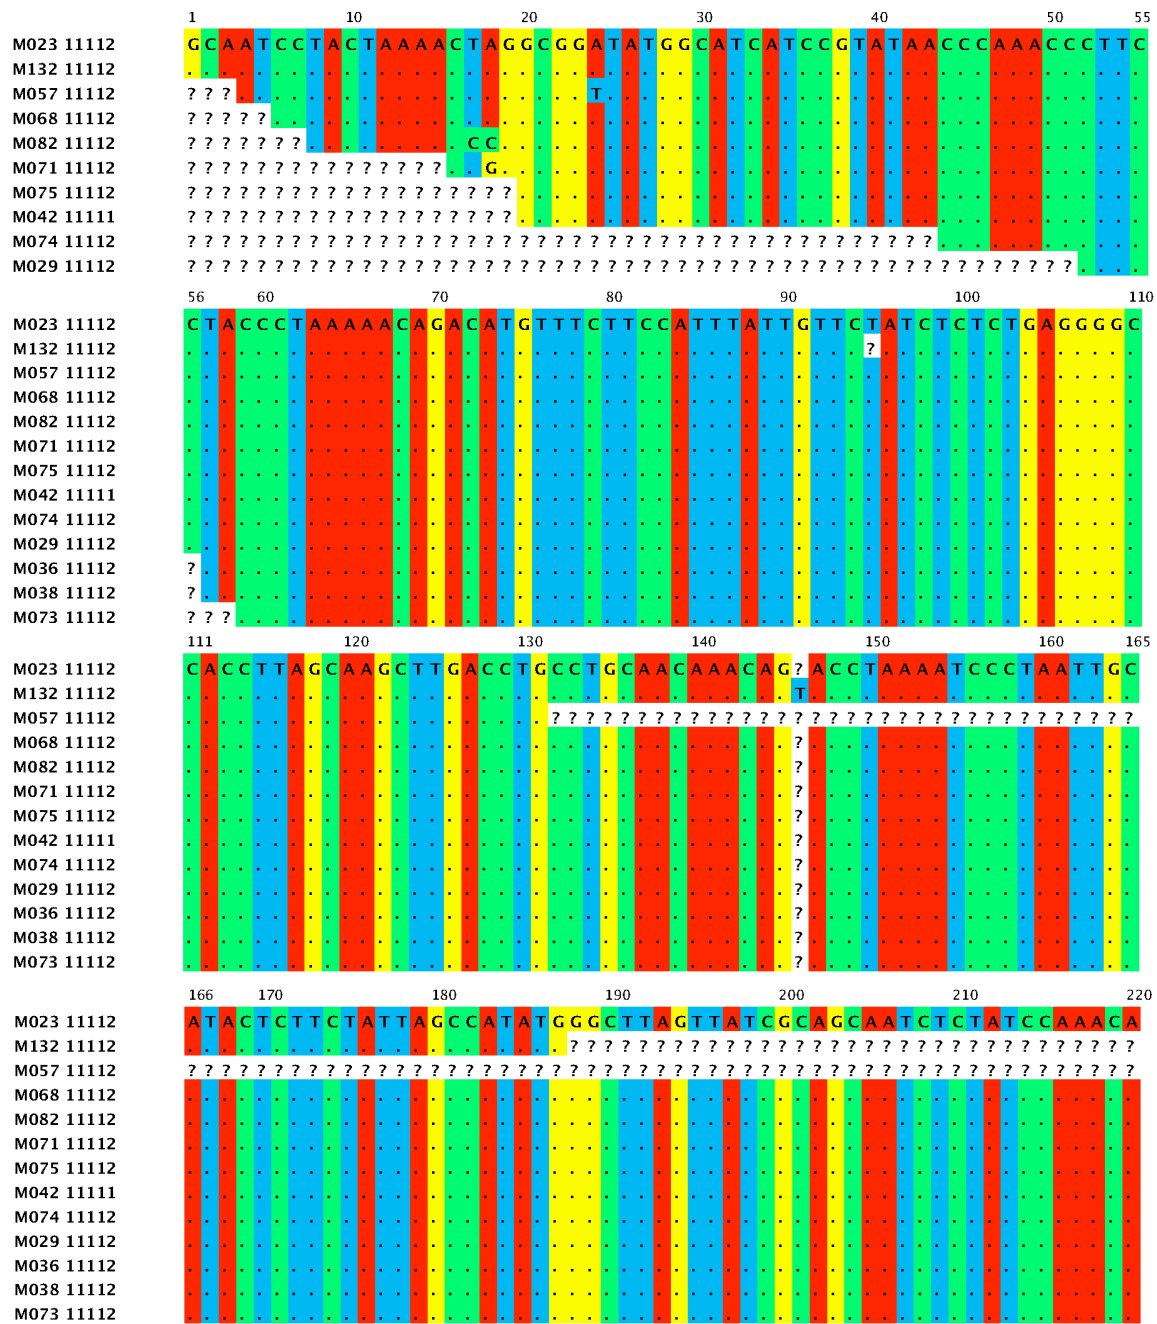 1 10 20 30 40 50 55
M023 11112 GCAATCCTACTAAAACTAGGCGGATATGGCATCATCCGTATAACCCAAACCCTTC
M132 11112 .......................................................
M057 11112 ???....................T...............................
M068 11112 ?????..................................................
M082 11112 ???????.........CC.....................................
M071 11112 ???????????????..G.....................................
M075 11112 ???????????????????....................................
M042 11111 ???????????????????....................................
M074 11112 ???????????????????????????????????????????............
M029 11112 ???????????????????????????????????????????????????....
56 60 70 80 90 100 110
M023 11112 CTACCCTAAAAACAGACATGTTTCTTCCATTTATTGTTCTATCTCTCTGAGGGGC
M132 11112 .......................................?...............
M057 11112 .......................................................
M068 11112 .......................................................
M082 11112 .......................................................
M071 11112 .......................................................
M075 11112 .......................................................
M042 11111 .......................................................
M074 11112 .......................................................
M029 11112 .......................................................
M036 11112 ?......................................................
M038 11112 ?......................................................
M073 11112 ???....................................................
111 120 130 140 150 160 165
M023 11112 CACCTTAGCAAGCTTGACCTGCCTGCAACAAACAG?ACCTAAAATCCCTAATTGC
M132 11112 ...................................T...................
M057 11112 .....................??????????????????????????????????
M068 11112 ...................................?...................
M082 11112 ...................................?...................
M071 11112 ...................................?...................
M075 11112 ...................................?...................
M042 11111 ...................................?...................
M074 11112 ...................................?...................
M029 11112 ...................................?...................
M036 11112 ...................................?...................
M038 11112 ...................................?...................
M073 11112 ...................................?...................
166 170 180 190 200 210 220
M023 11112 ATACTCTTCTATTAGCCATATGGGCTTAGTTATCGCAGCAATCTCTATCCAAACA
M132 11112 ......................?????????????????????????????????
M057 11112 ???????????????????????????????????????????????????????
M068 11112 .......................................................
M082 11112 .......................................................
M071 11112 .......................................................
M075 11112 .......................................................
M042 11111 .......................................................
M074 11112 .......................................................
M029 11112 .......................................................
M036 11112 .......................................................
M038 11112 .......................................................
M073 11112 .......................................................